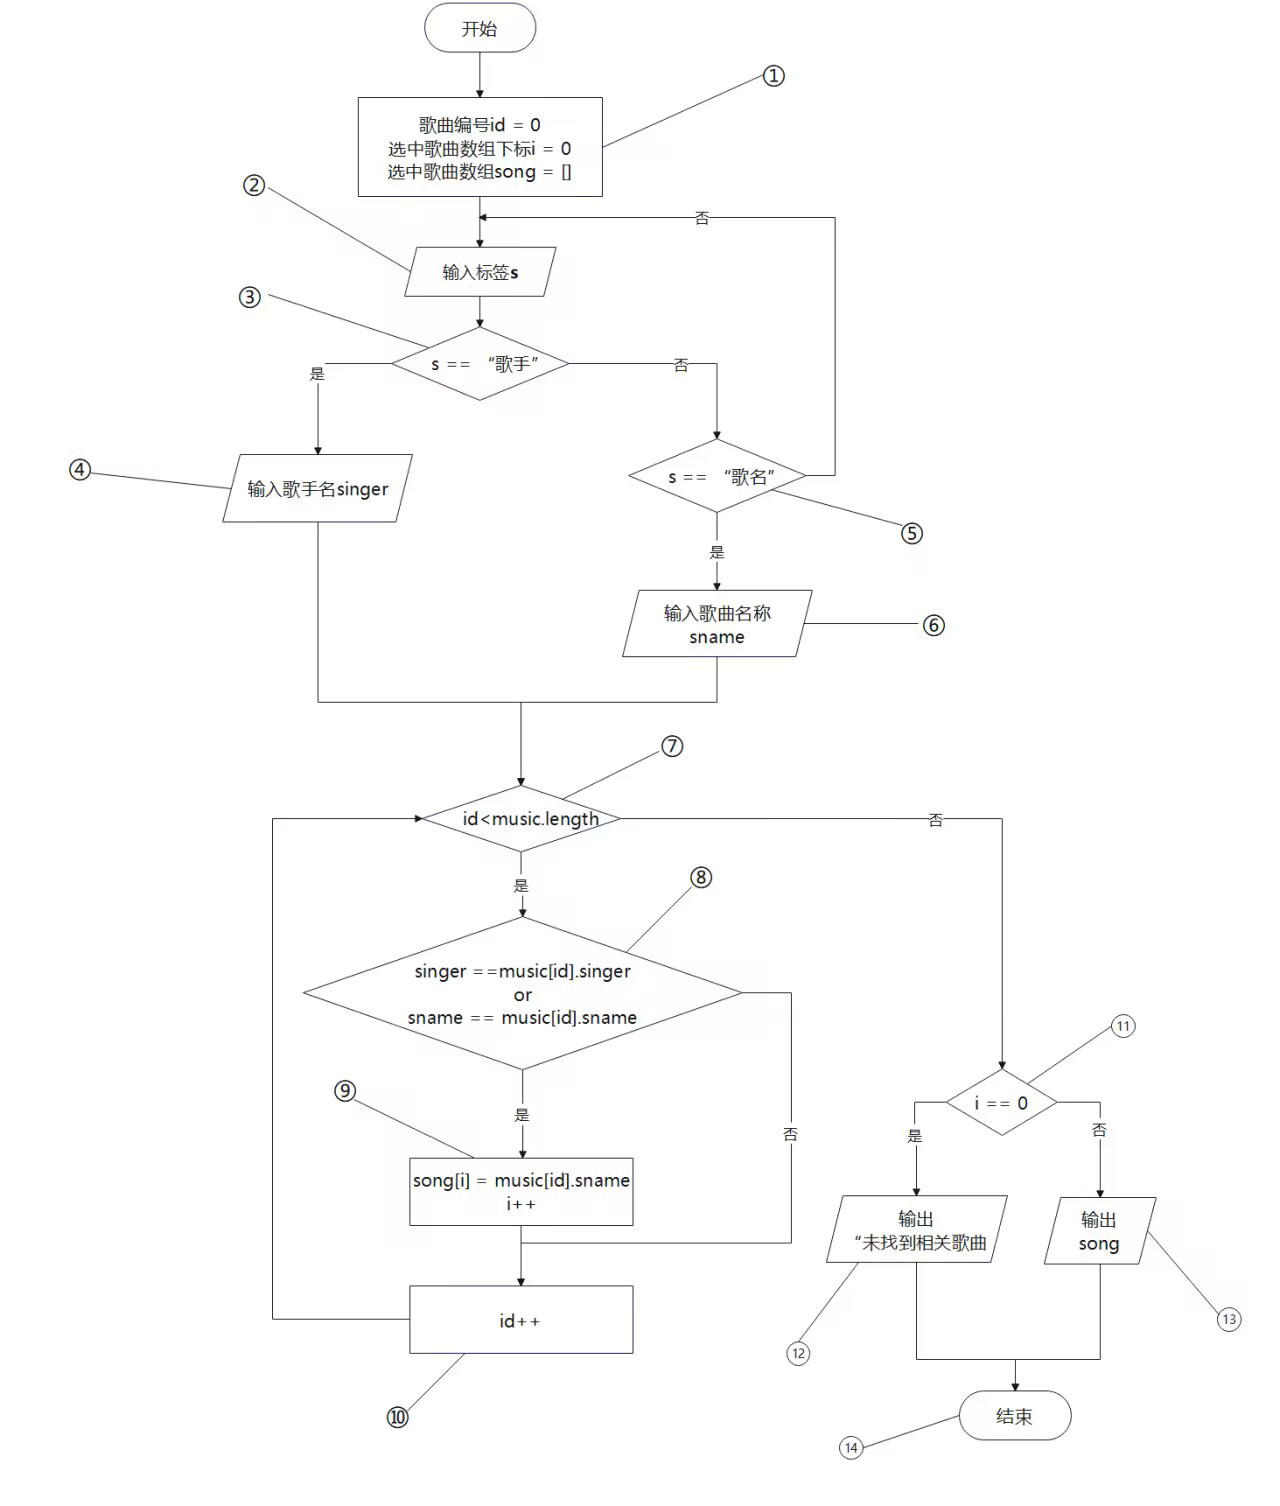 开始
①
歌曲编号id = 0
选中歌曲数组下标i = 0
选中歌曲数组song = []
②
否
输入标签s
③
s == “歌手”
是
否
④
输入歌手名singer
s == “歌名”
⑤
是
输入歌曲名称
sname
⑥
⑦
id<music.length
否
是
⑧
singer ==music[id].singer
or
sname == music[id].sname
⑪
⑨
是
否
i == 0
是
否
song[i] = music[id].sname
i++
输出
“未找到相关歌曲
输出
song
id++
⑫
⑬
⑩
结束
⑭